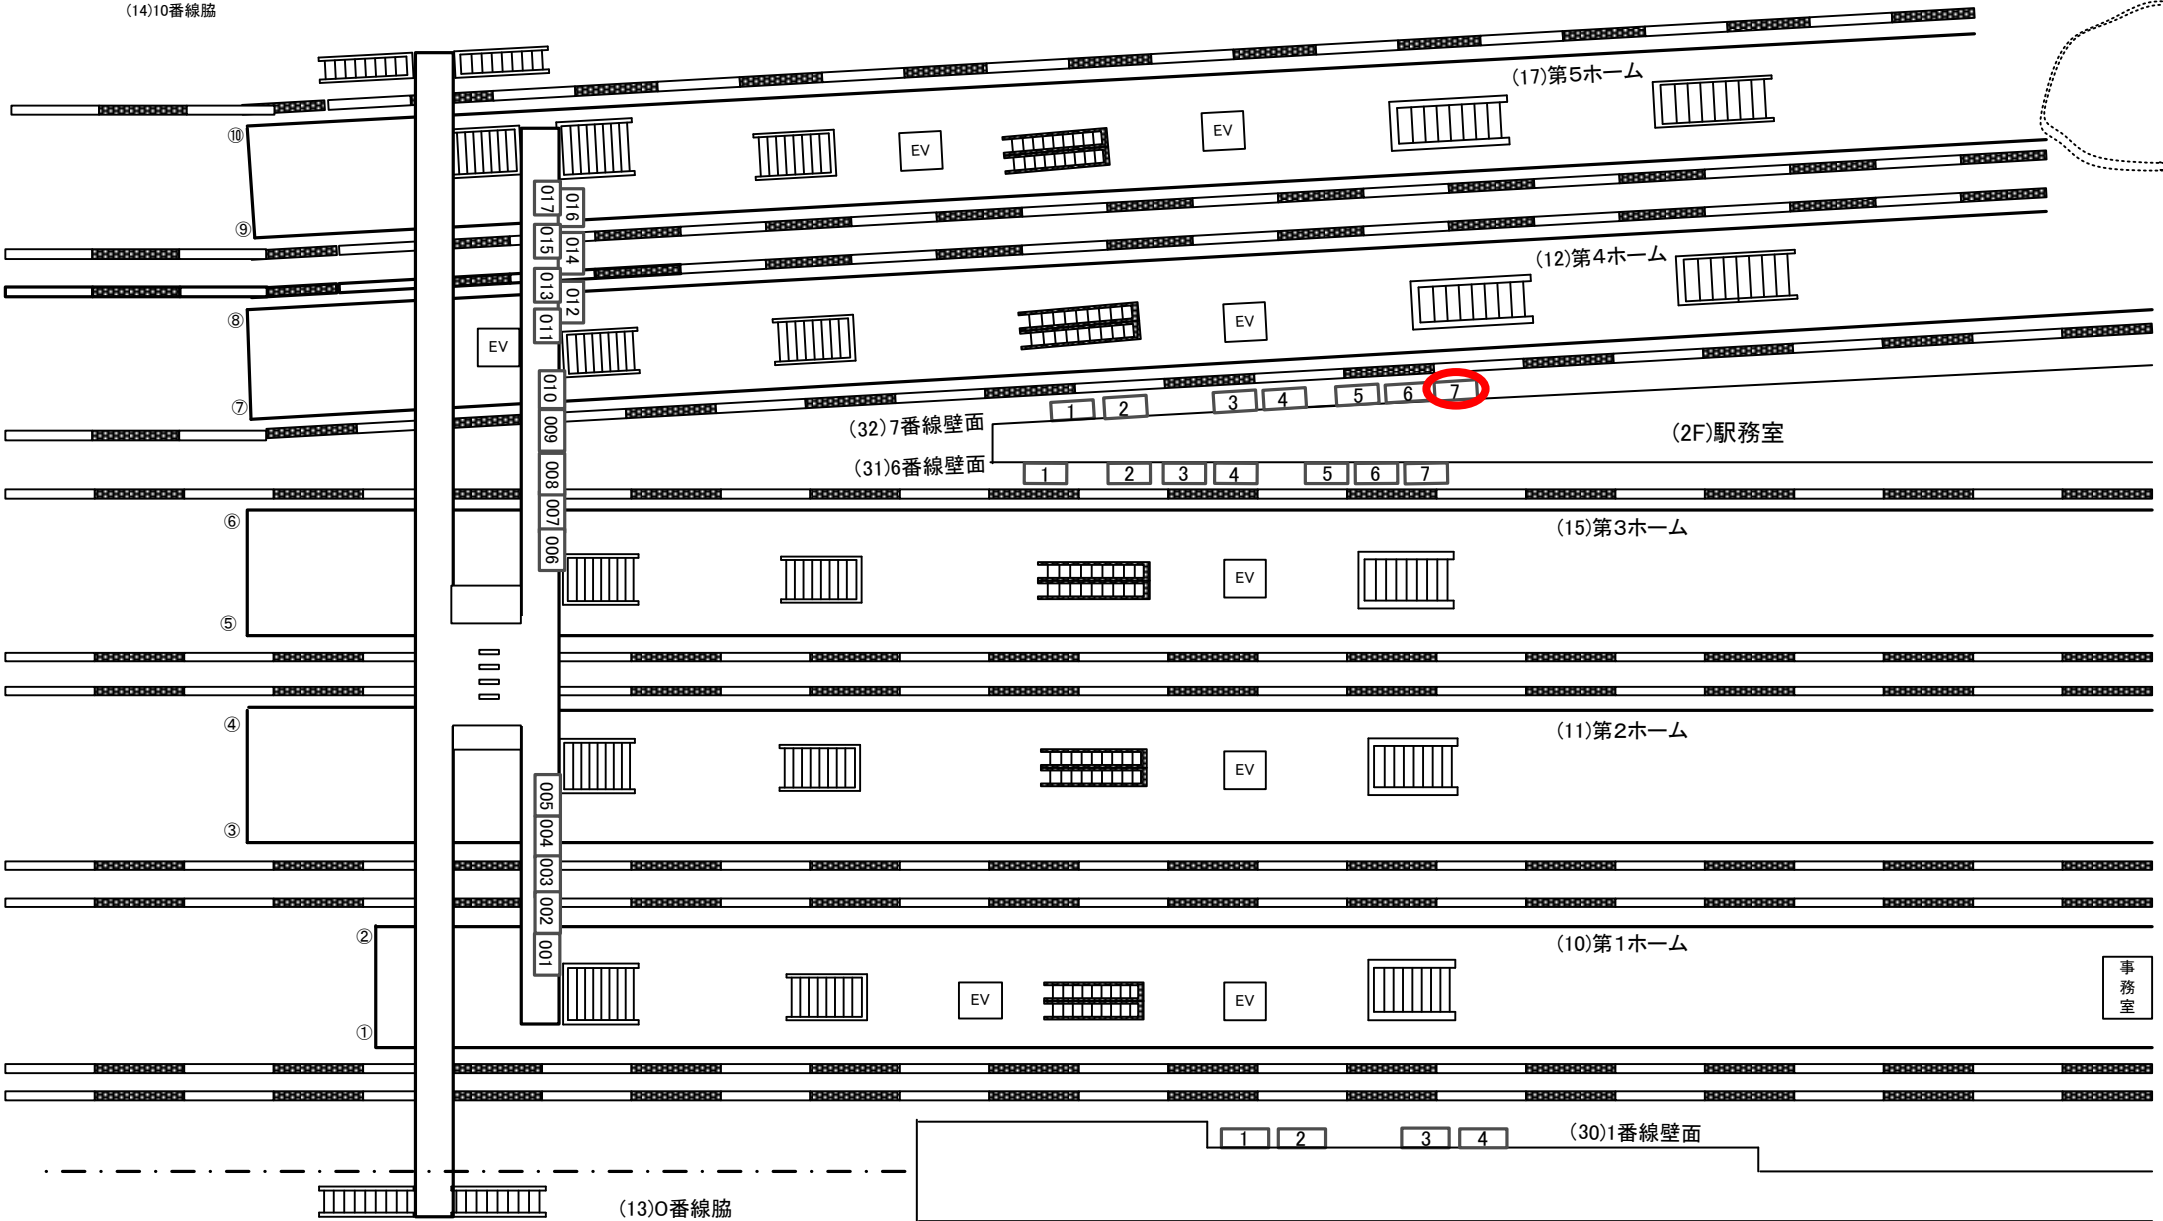 (14)10番線脇
(17)第5ホーム
⑩
EV
EV
017
016
⑨
015
014
(12)第4ホーム
013
012
⑧
011
EV
EV
010
⑦
1
2
3
4
5
6
7
009
(32)7番線壁面
(2F)駅務室
(31)6番線壁面
1
2
3
4
5
6
7
008
007
⑥
(15)第3ホーム
006
EV
⑤
④
(11)第2ホーム
EV
005
③
004
003
002
②
(10)第1ホーム
001
EV
EV
事
務
室
①
1
2
3
4
(30)1番線壁面
(13)0番線脇